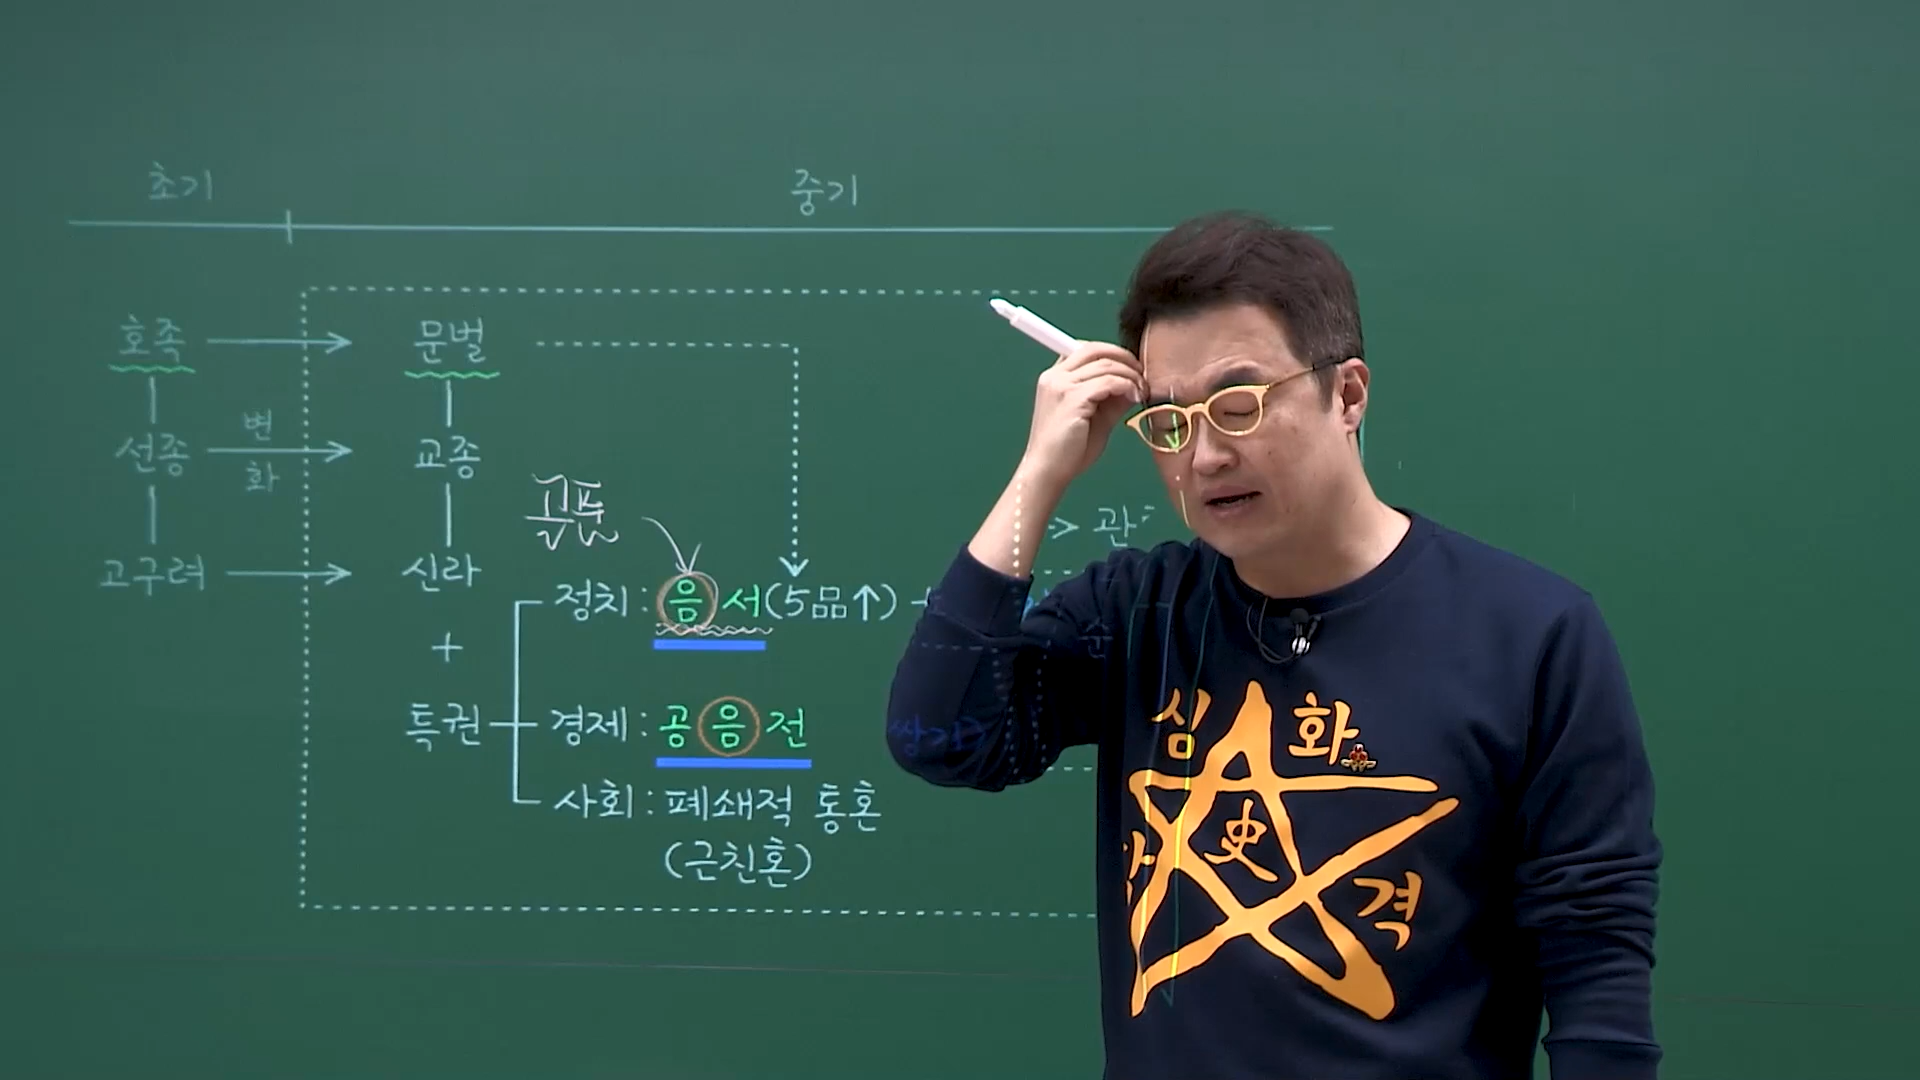 초기 중기
호족 → 문벌
변
선종 → 교종
화
고구려 → 신라
+
특권
정치 : 음서(5品↑)
경제 : 공음전
사회 : 폐쇄적 통혼
(근친혼)
심 화
史
격